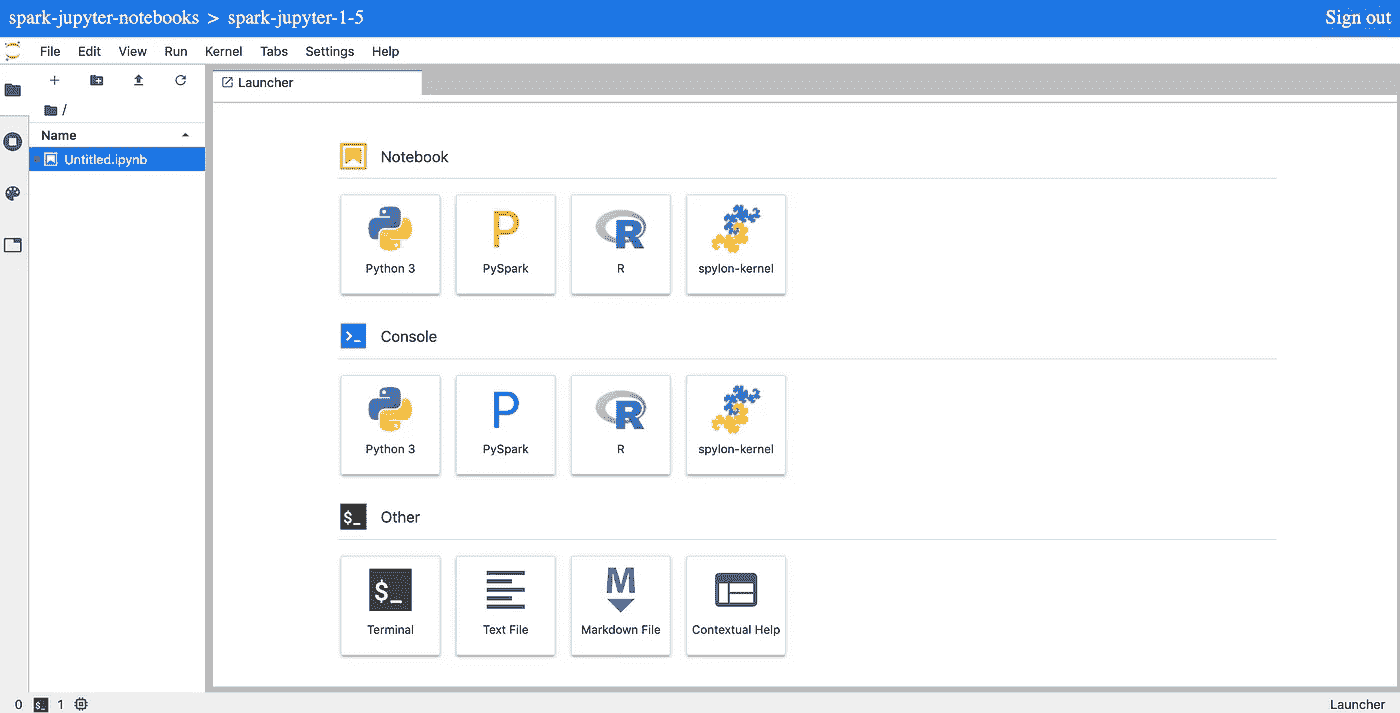 spark-jupyter-notebooks > spark-jupyter-1-5 Sign out
File Edit View Run Kernel Tabs Settings Help
Launcher
/
Name
Untitled.ipynb
Notebook
Python 3 PySpark R spylon-kernel
Console
Python 3 PySpark R spylon-kernel
Other
Terminal Text File Markdown File Contextual Help
0 $_ 1 Launcher